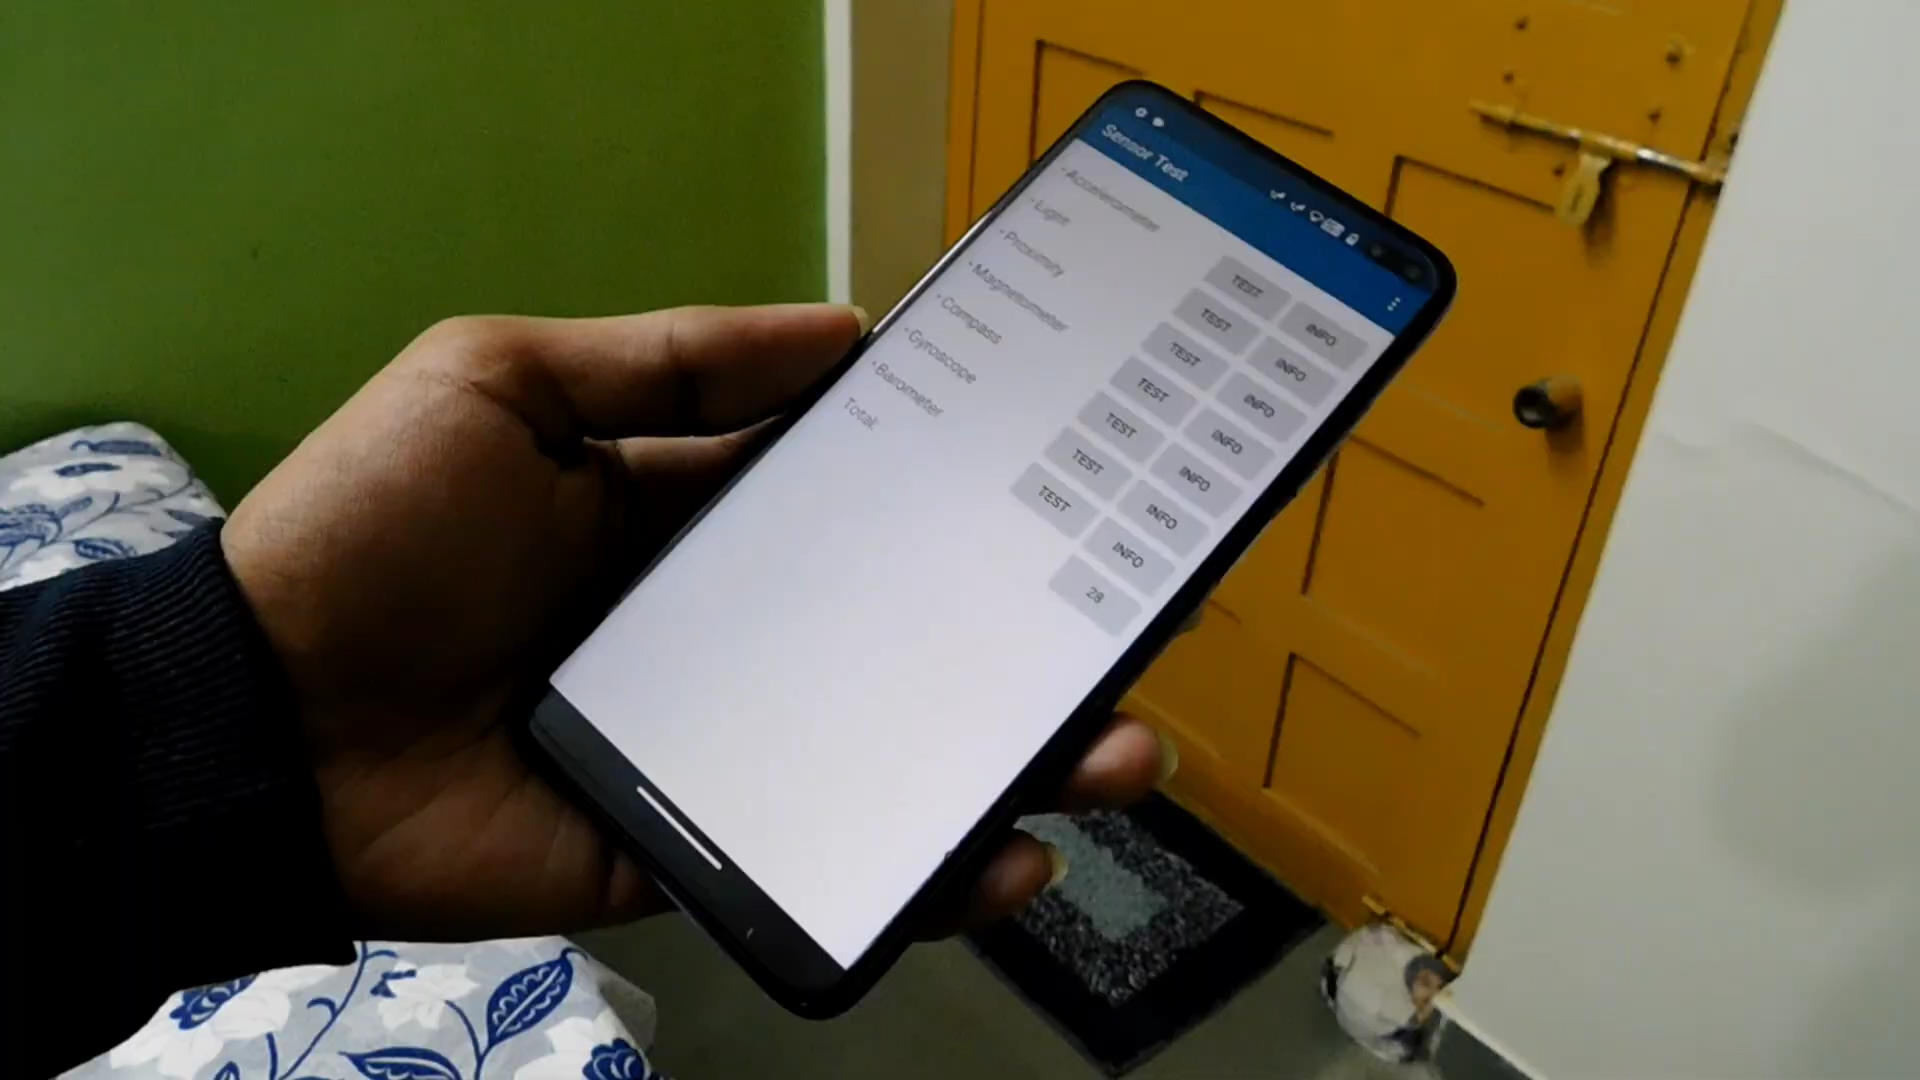 Sensor Test
- Accelerometer TEST INFO
- Light TEST INFO
- Proximity TEST INFO
- Magnetometer TEST INFO
- Compass TEST INFO
- Gyroscope TEST INFO
- Barometer TEST INFO
Total: 28